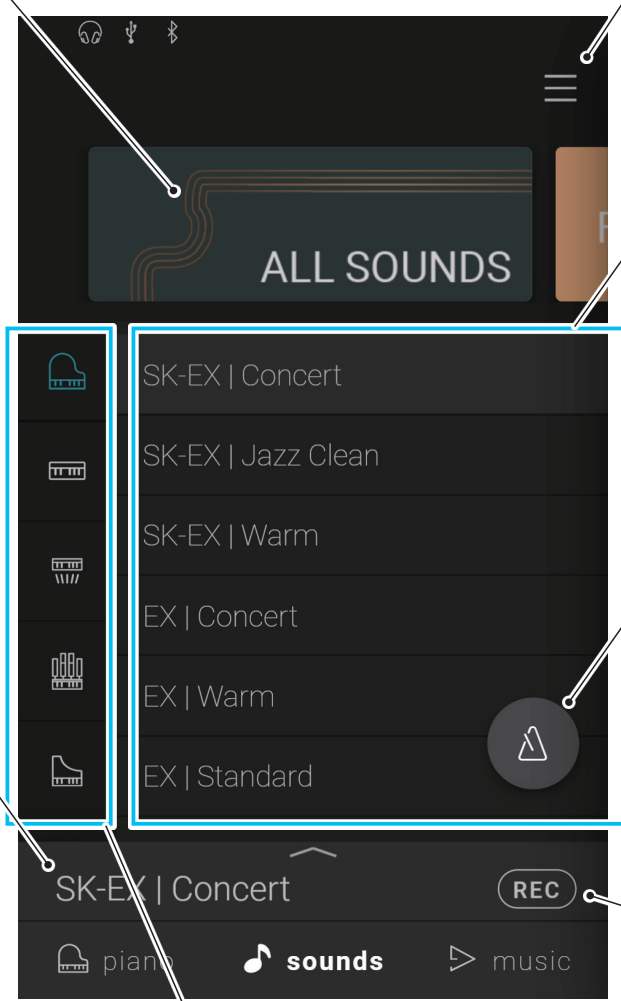 ALL SOUNDS
SK-EX | Concert
SK-EX | Jazz Clean
SK-EX | Warm
EX | Concert
EX | Warm
EX | Standard
SK-EX | Concert
REC
piano
sounds
music